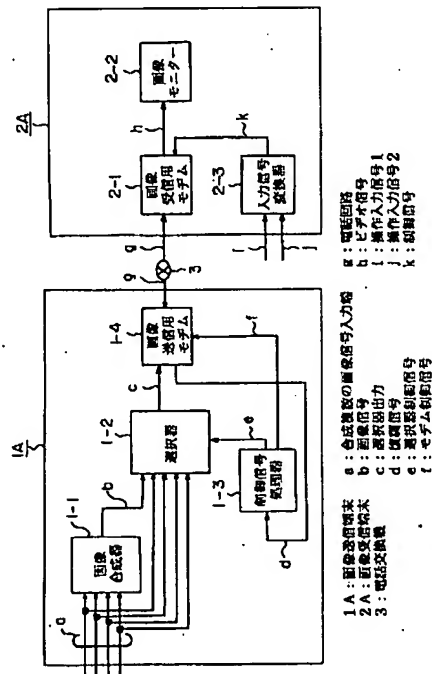 1A
1-1
画像
合成器
a
b
1-2
選択器
c
1-4
画像
送信用
モデム
e
f
1-3
制御信号
処理器
d
g
3
g
2A
2-1
画像
受信用
モデム
h
2-2
画像
モニター
k
2-3
入力信号
変換器
i
j
1A:画像送信端末
2A:画像受信端末
3:電話交換機
a:合成複数の画像信号入力端
b:画像信号
c:選択器出力
d:復調信号
e:選択器制御信号
f:モデム制御信号
g:電話回路
h:ビデオ信号
i:操作入力信号1
j:操作入力信号2
k:制御信号